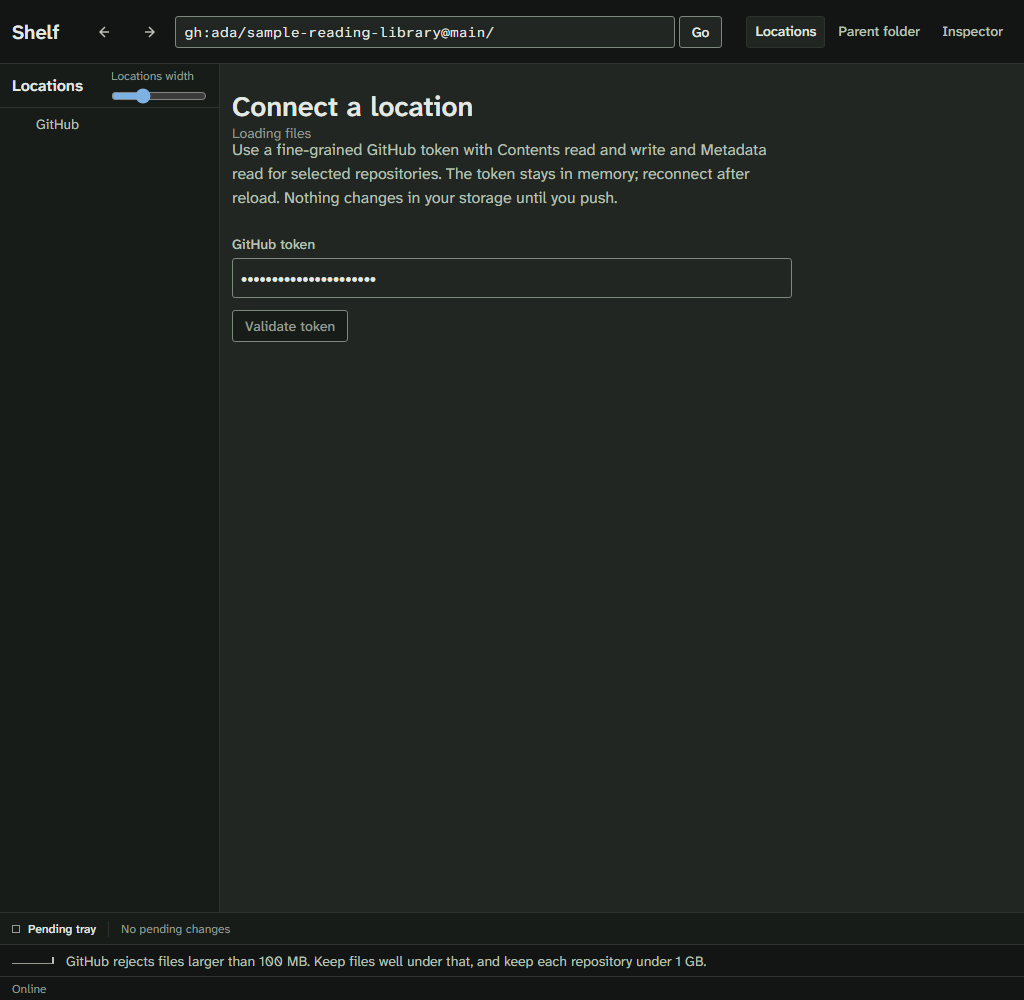 Shelf
gh:ada/sample-reading-library@main/
Go
Locations
Parent folder
Inspector
Locations
Locations width
GitHub
Connect a location
Loading files
Use a fine-grained GitHub token with Contents read and write and Metadata
read for selected repositories. The token stays in memory; reconnect after
reload. Nothing changes in your storage until you push.
GitHub token
••••••••••••••••••••••
Validate token
Pending tray
No pending changes
GitHub rejects files larger than 100 MB. Keep files well under that, and keep each repository under 1 GB.
Online